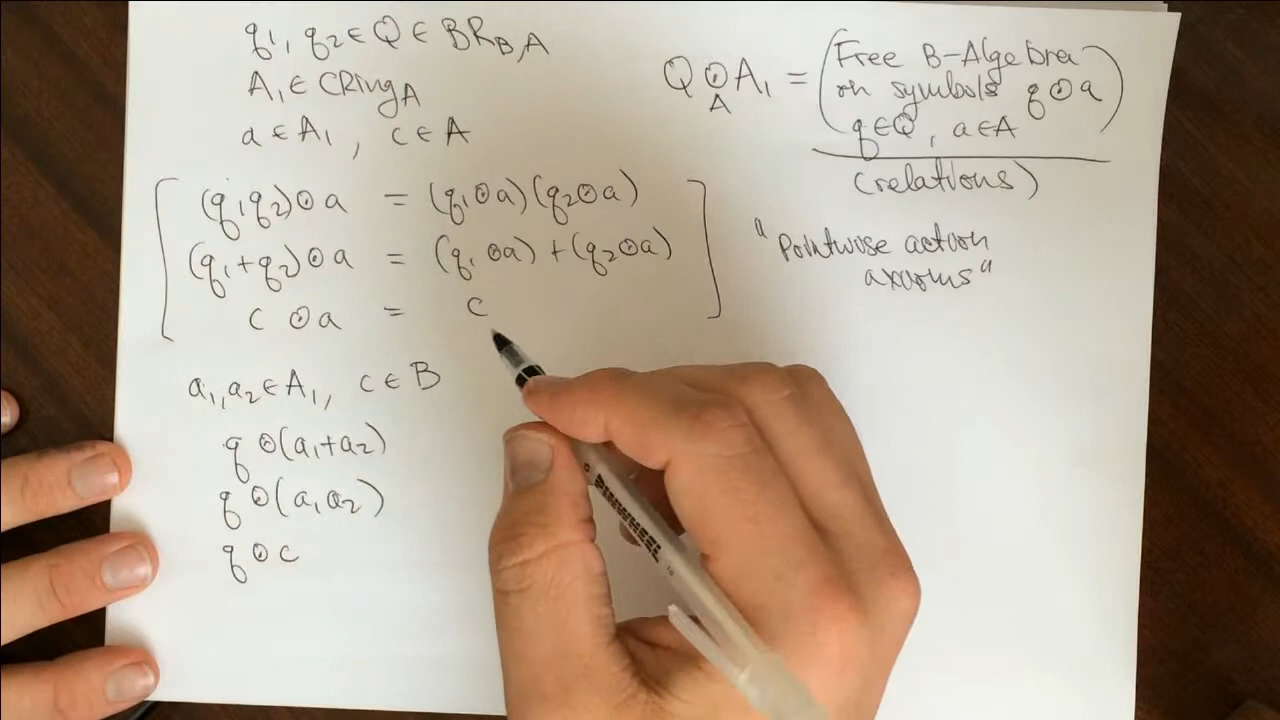 q₁, q₂ ∈ Q ∈ BR_{B,A}
A₁ ∈ CRing_A
a ∈ A₁ , c ∈ A
(q₁q₂)⊙a = (q₁⊙a)(q₂⊙a)
(q₁+q₂)⊙a = (q₁⊙a)+(q₂⊙a)
c ⊙a = c
a₁,a₂∈A₁, c∈B
q⊙(a₁+a₂)
q⊙(a₁a₂)
q⊙c
Q⊙_A A₁ = (Free B-Algebra
on symbols q⊙a
q∈Q, a∈A)
(relations)
"Pointwise action
axioms"